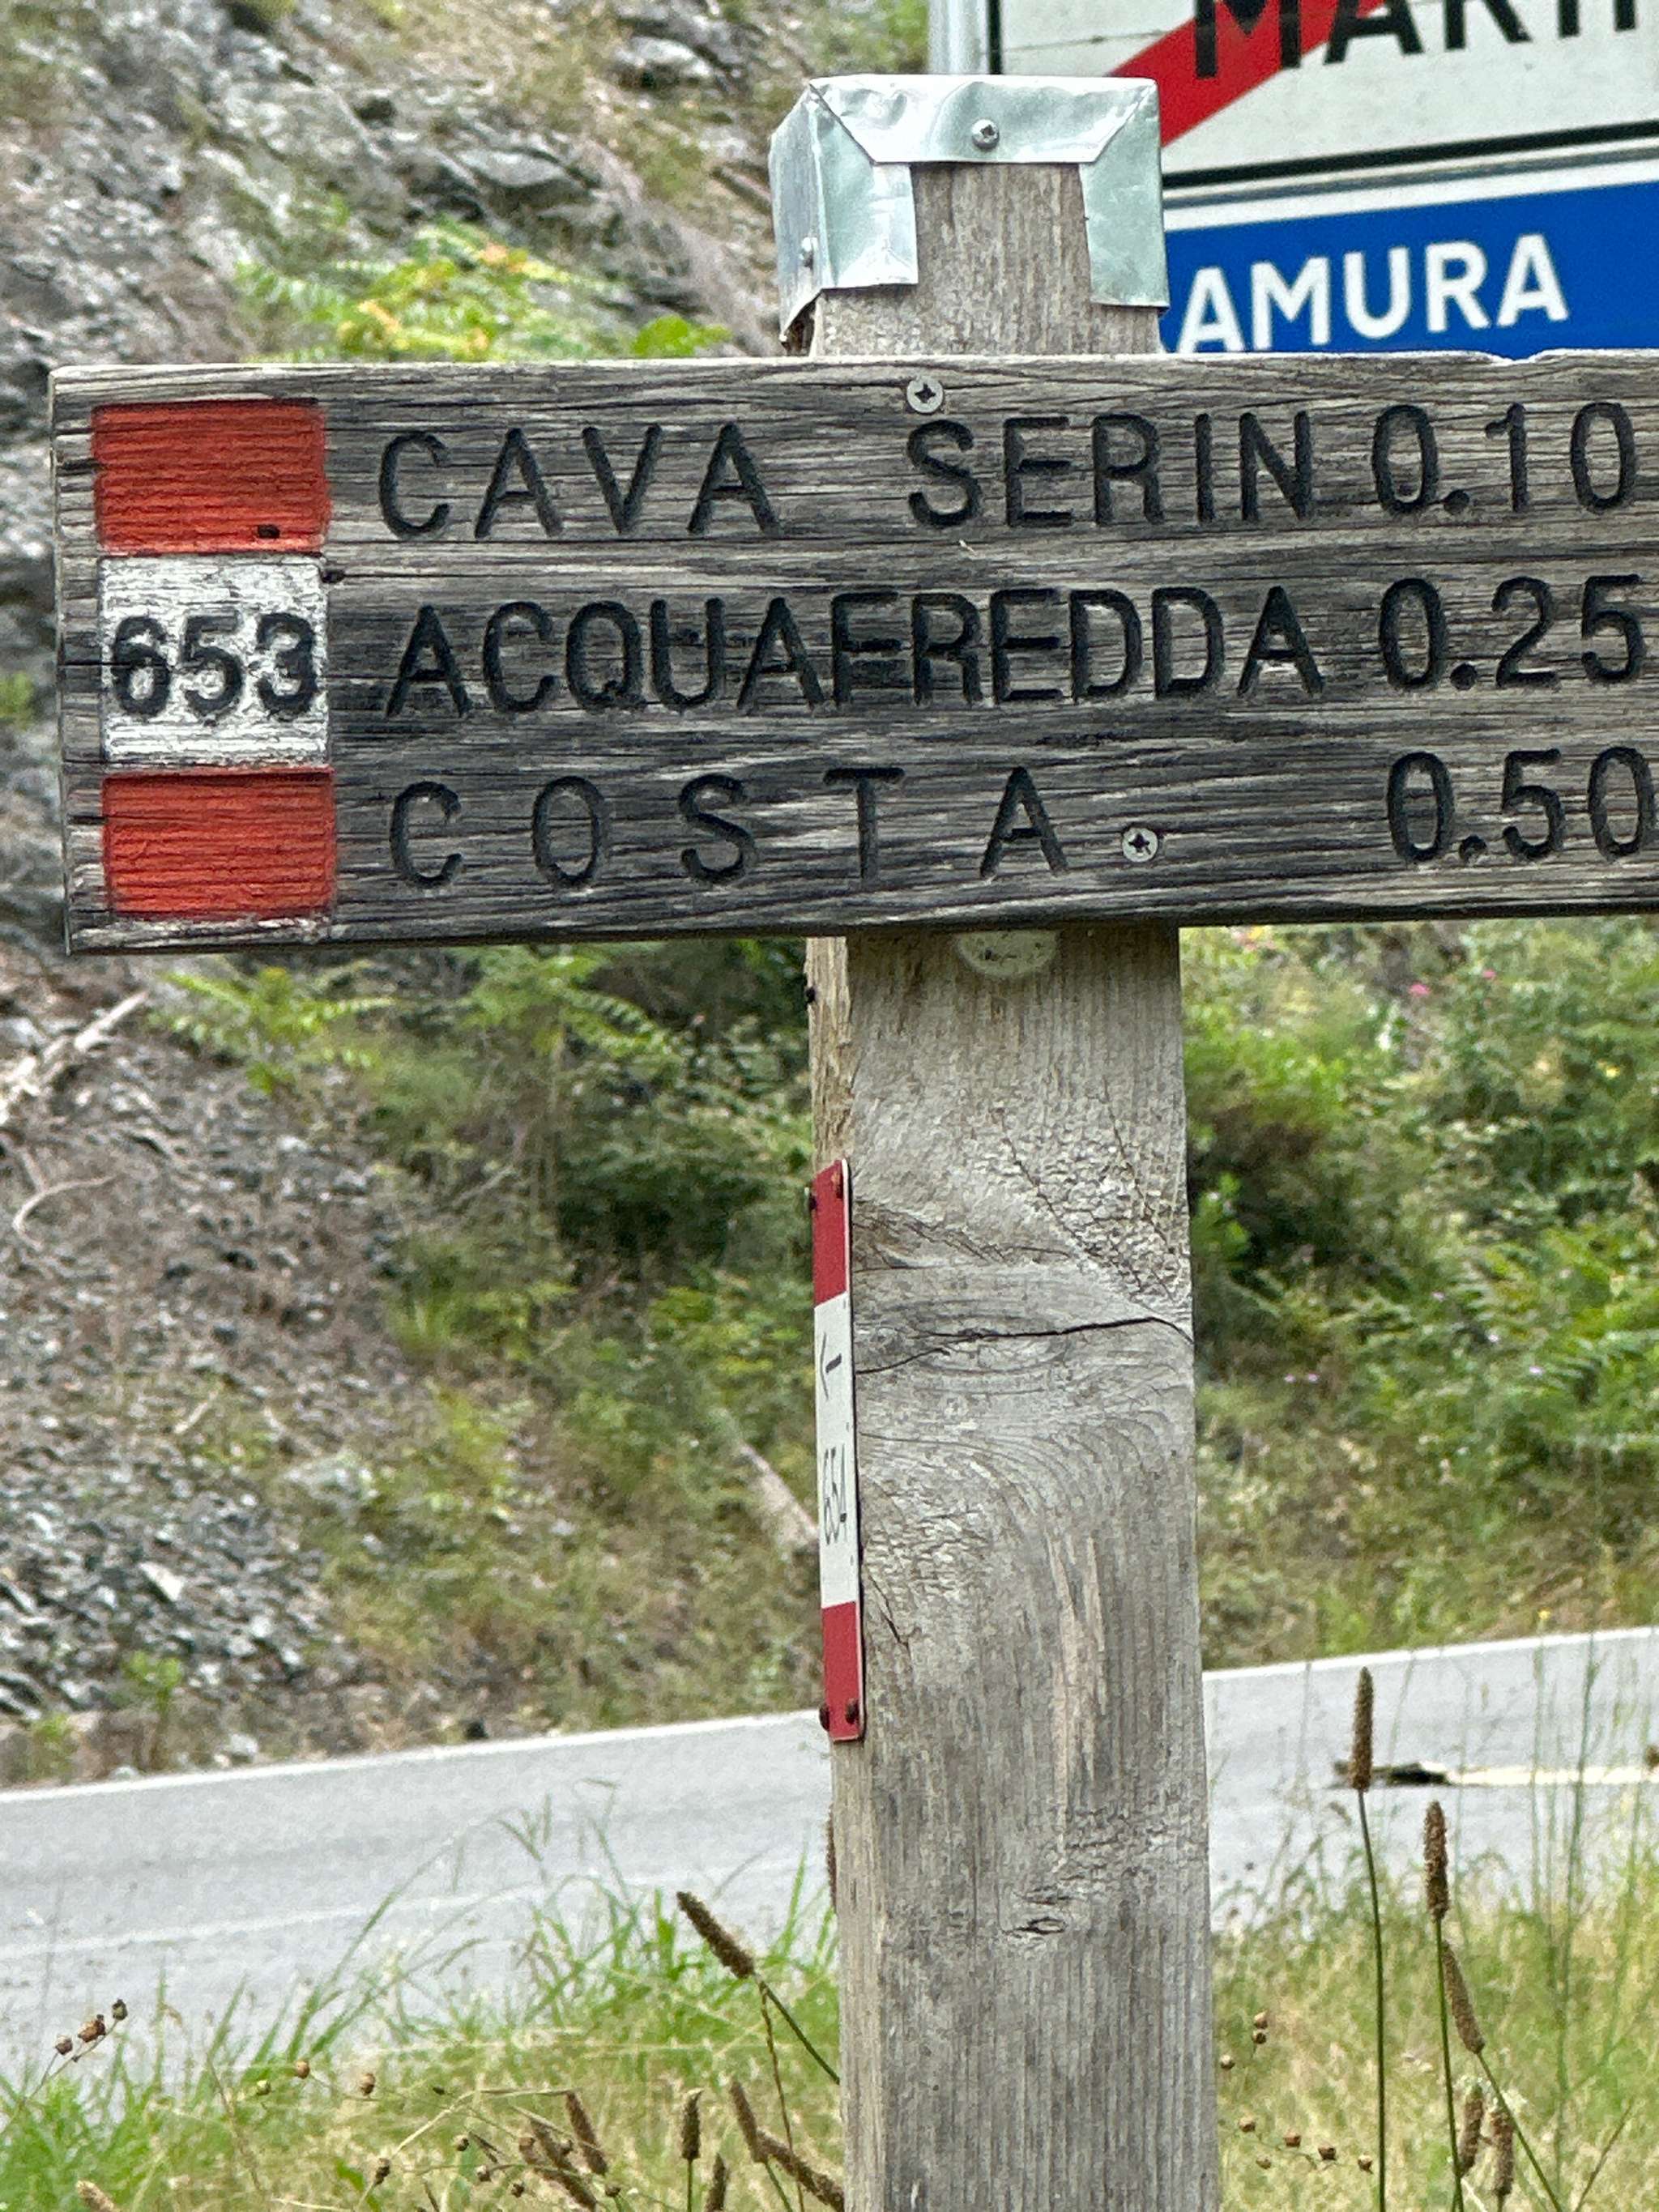 AMURA
CAVA SERIN 0.10
653 ACQUAFREDDA 0.25
COSTA 0.50
654